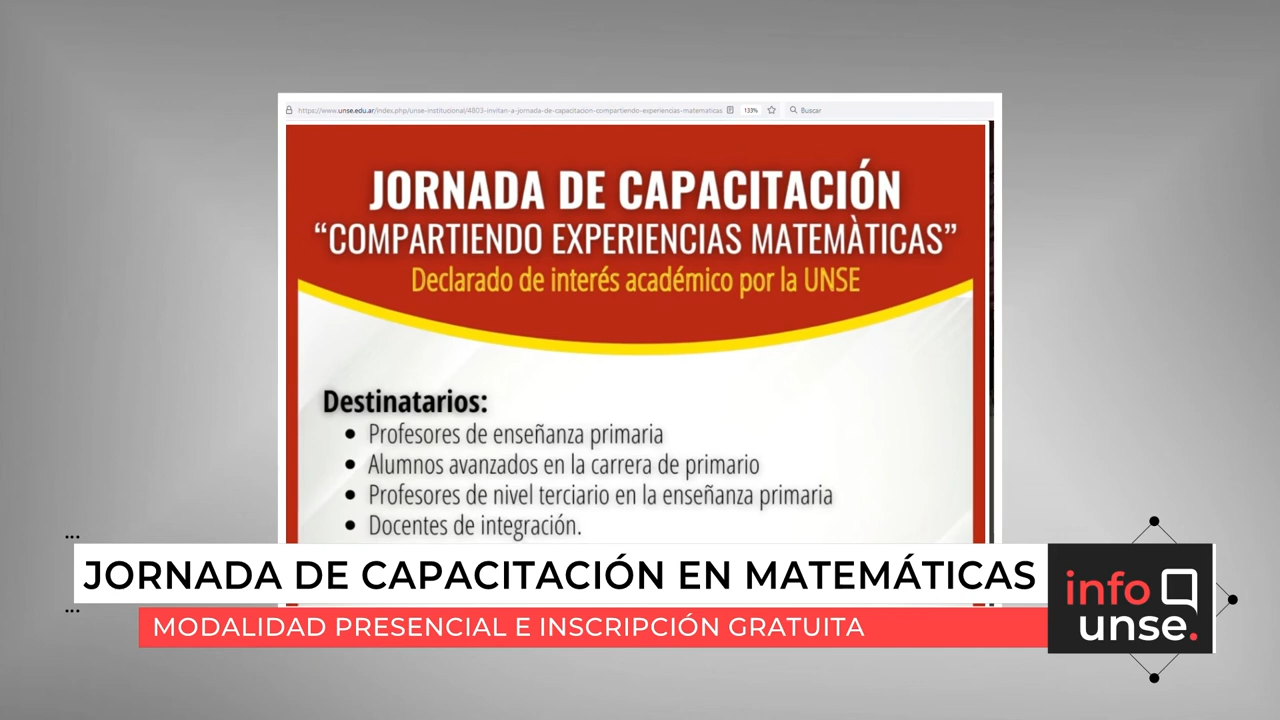 https://www.unse.edu.ar/index.php/unse-institucional/4803-invitan-a-jornada-de-capacitacion-compartiendo-experiencias-matematicas 133% Buscar
JORNADA DE CAPACITACIÓN
“COMPARTIENDO EXPERIENCIAS MATEMÀTICAS”
Declarado de interés académico por la UNSE
Destinatarios:
• Profesores de enseñanza primaria
• Alumnos avanzados en la carrera de primario
• Profesores de nivel terciario en la enseñanza primaria
• Docentes de integración.
JORNADA DE CAPACITACIÓN EN MATEMÁTICAS
MODALIDAD PRESENCIAL E INSCRIPCIÓN GRATUITA
info
unse.